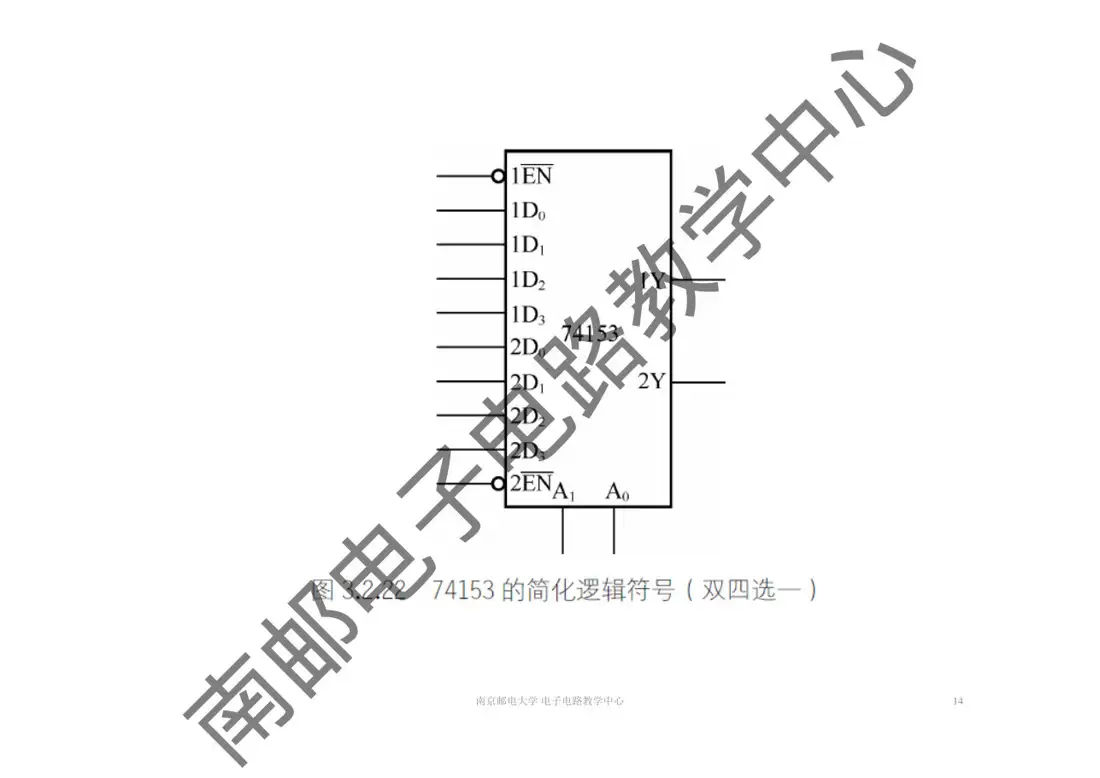 1E̅N̅
1D₀
1D₁
1D₂
1D₃
2D₀
2D₁
2D₂
2D₃
2E̅N̅
1Y
74153
2Y
A₁ A₀
图 3.2.22 74153 的简化逻辑符号（双四选一）
南邮电子电路教学中心
南京邮电大学 电子电路教学中心
14